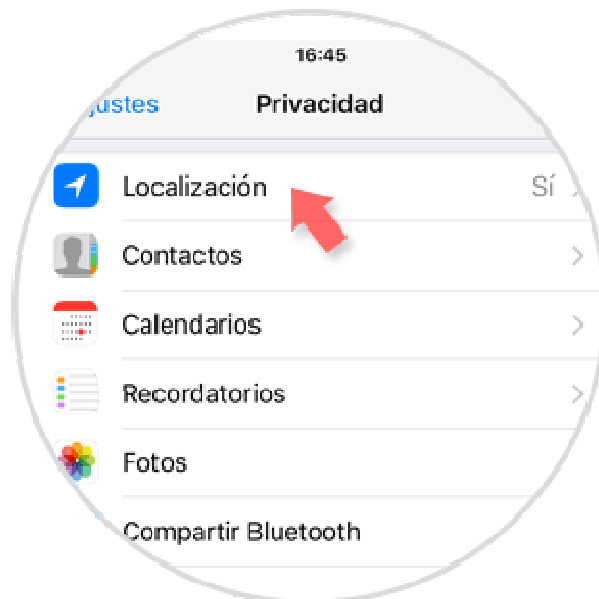 16:45
justes Privacidad
Localización Sí
Contactos
Calendarios
Recordatorios
Fotos
Compartir Bluetooth